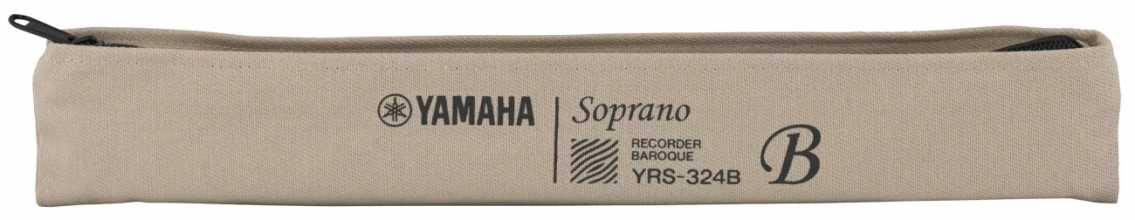 YAMAHA
Soprano
RECORDER
BAROQUE
YRS-324B
B